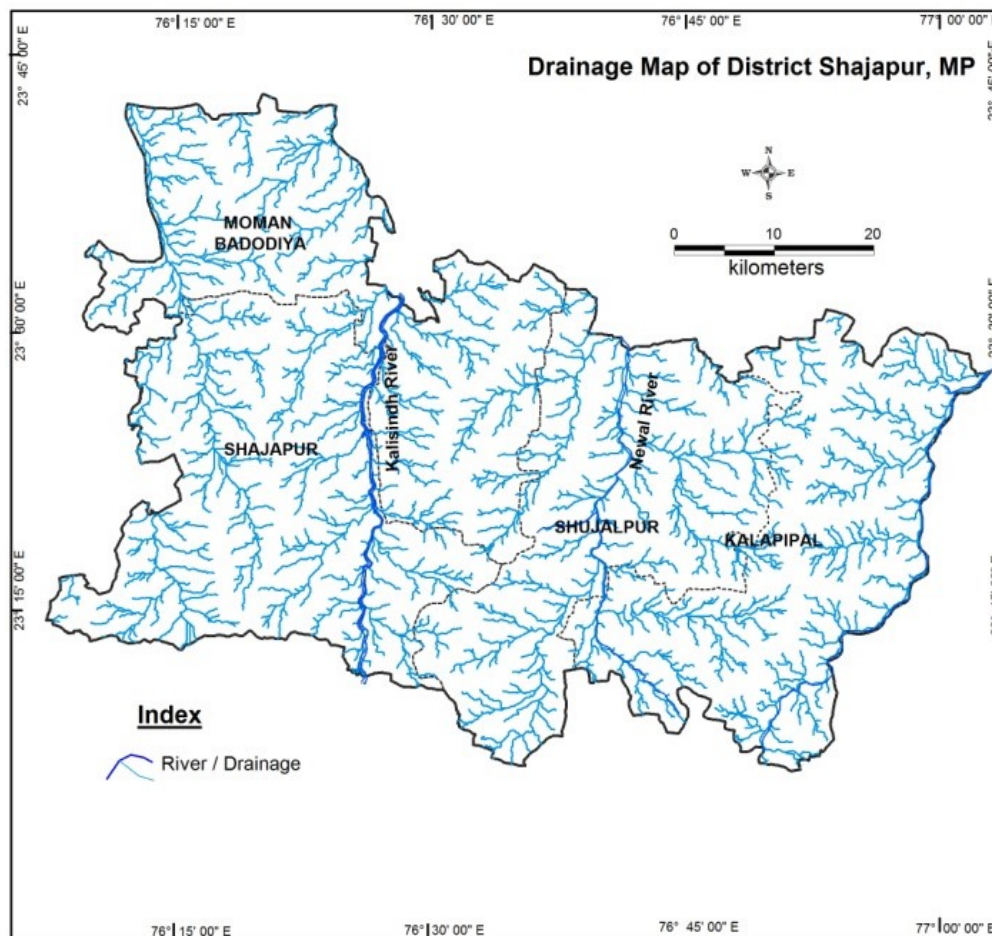 76° 15' 00" E
76° 30' 00" E
76° 45' 00" E
77° 00' 00" E
23° 45' 00" E
Drainage Map of District Shajapur, MP
N
W E
S
0 10 20
kilometers
MOMAN
BADODIYA
23° 30' 00" E
Kalisindh River
Newal River
SHAJAPUR
SHUJALPUR
KALAPIPAL
23° 15' 00" E
Index
River / Drainage
76° 15' 00" E
76° 30' 00" E
76° 45' 00" E
77° 00' 00" E